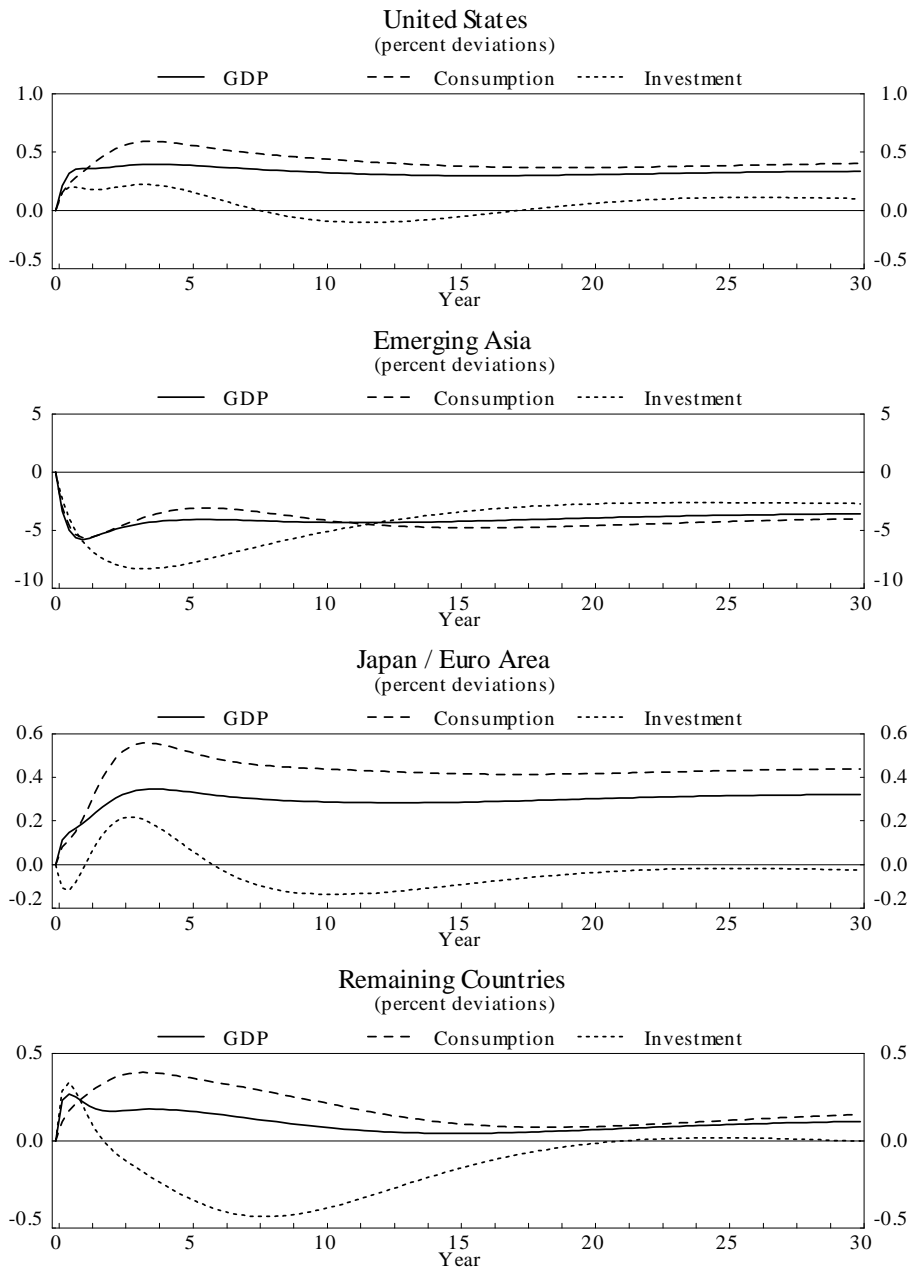 United States
(percent deviations)
GDP Consumption Investment
1.0 1.0
0.5 0.5
0.0 0.0
-0.5 -0.5
0 5 10 15 20 25 30
Year
Emerging Asia
(percent deviations)
GDP Consumption Investment
5 5
0 0
-5 -5
-10 -10
0 5 10 15 20 25 30
Year
Japan / Euro Area
(percent deviations)
GDP Consumption Investment
0.6 0.6
0.4 0.4
0.2 0.2
0.0 0.0
-0.2 -0.2
0 5 10 15 20 25 30
Year
Remaining Countries
(percent deviations)
GDP Consumption Investment
0.5 0.5
0.0 0.0
-0.5 -0.5
0 5 10 15 20 25 30
Year